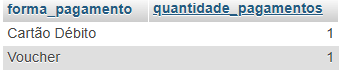 forma_pagamento quantidade_pagamentos
Cartão Débito 1
Voucher 1